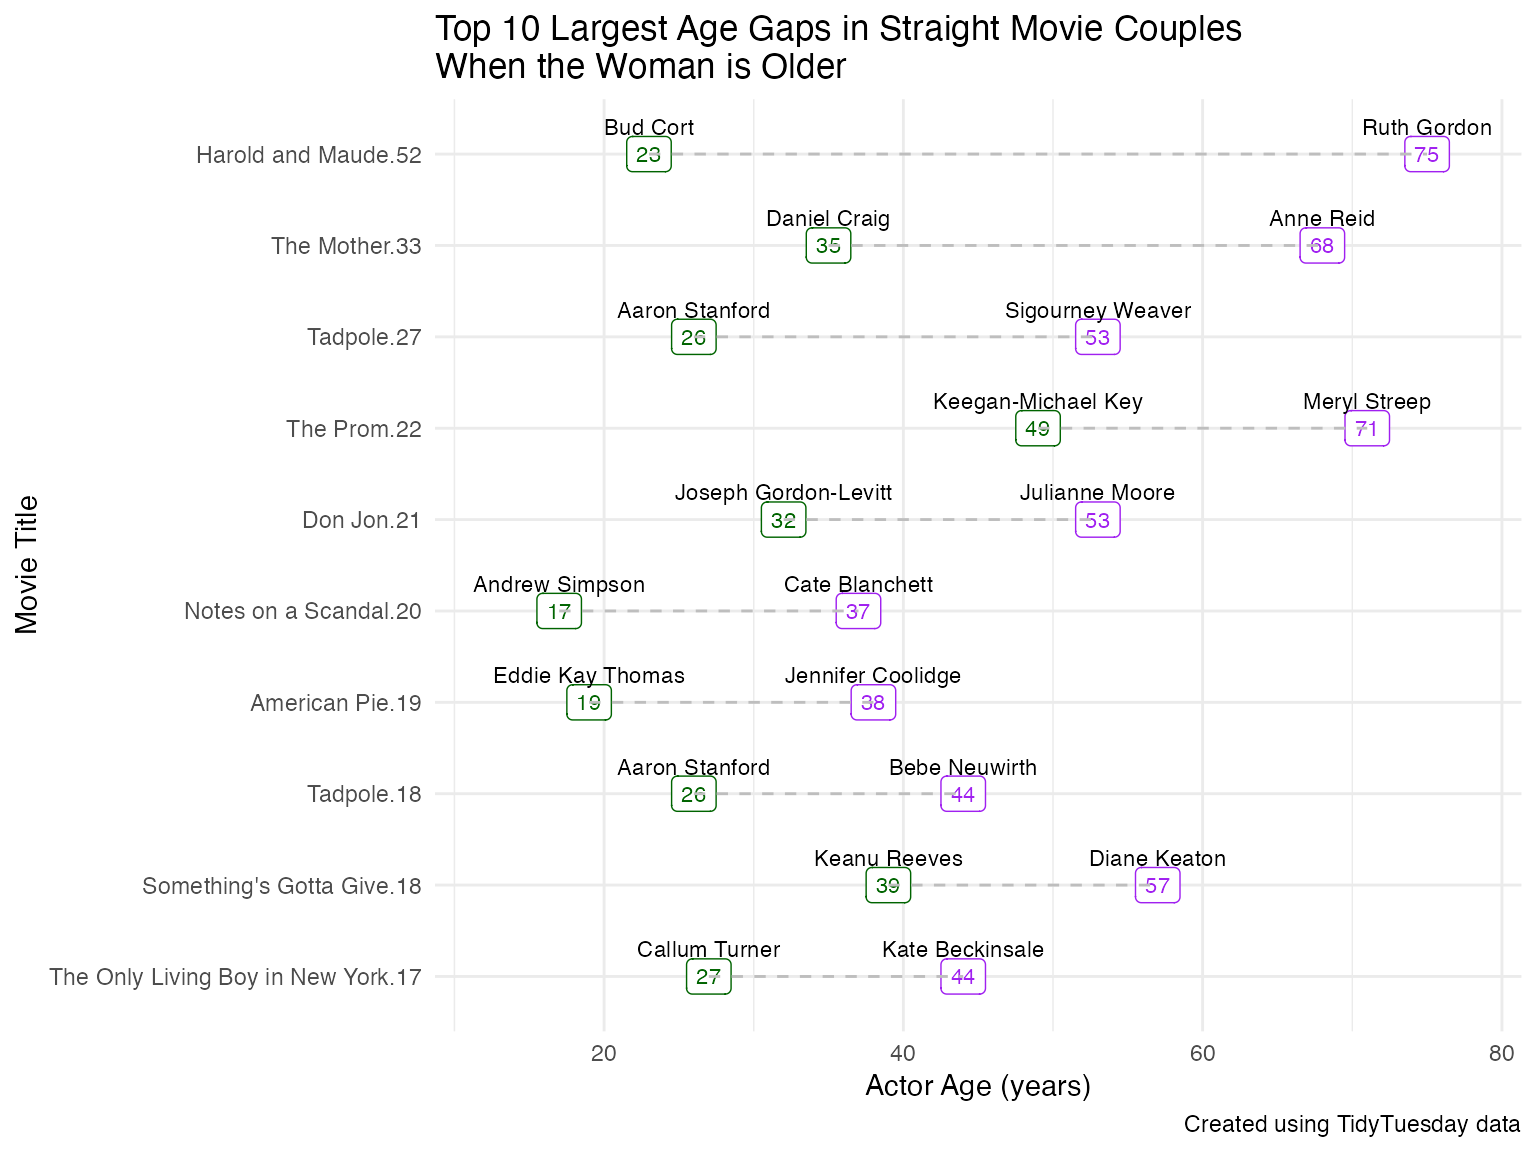 Top 10 Largest Age Gaps in Straight Movie Couples
When the Woman is Older
Movie Title
Bud Cort Ruth Gordon
Harold and Maude.52 23 75
Daniel Craig Anne Reid
The Mother.33 35 68
Aaron Stanford Sigourney Weaver
Tadpole.27 26 53
Keegan-Michael Key Meryl Streep
The Prom.22 49 71
Joseph Gordon-Levitt Julianne Moore
Don Jon.21 32 53
Andrew Simpson Cate Blanchett
Notes on a Scandal.20 17 37
Eddie Kay Thomas Jennifer Coolidge
American Pie.19 19 38
Aaron Stanford Bebe Neuwirth
Tadpole.18 26 44
Keanu Reeves Diane Keaton
Something's Gotta Give.18 39 57
Callum Turner Kate Beckinsale
The Only Living Boy in New York.17 27 44
20 40 60 80
Actor Age (years)
Created using TidyTuesday data